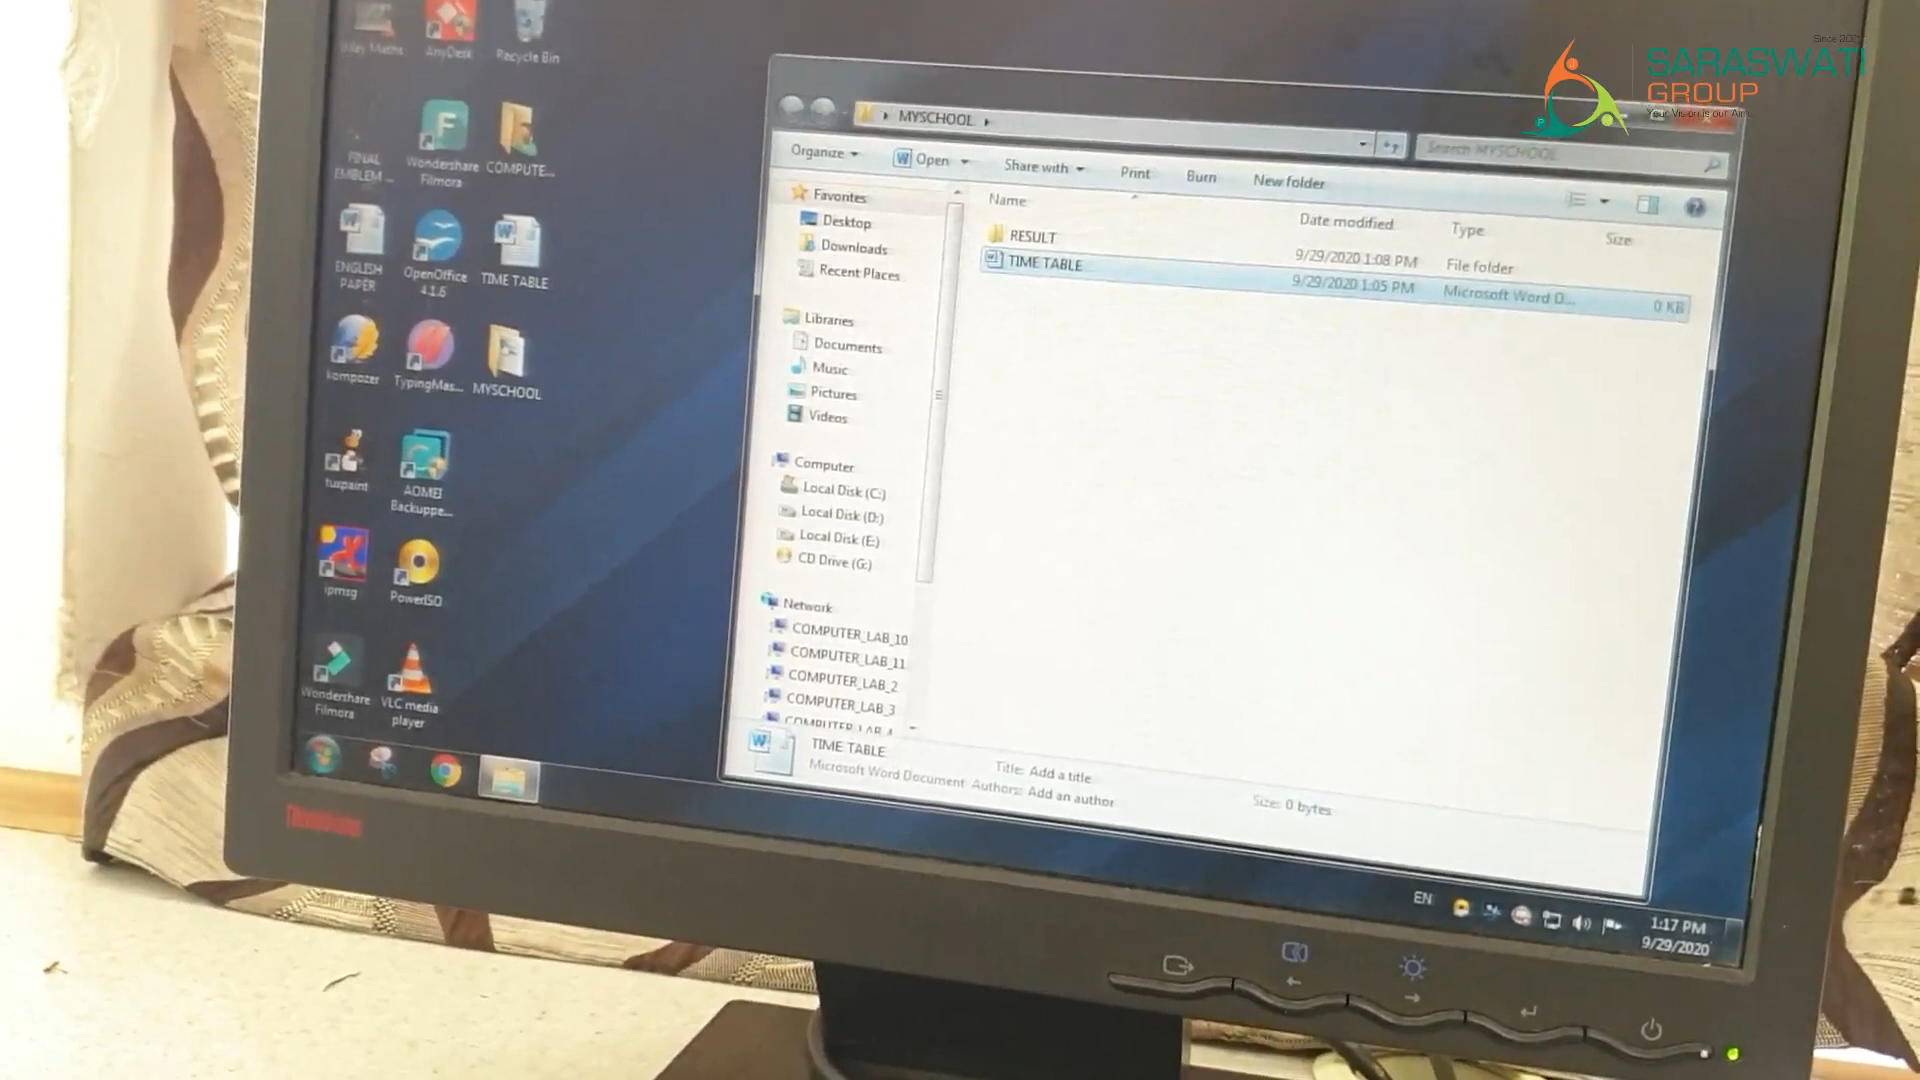 Since 200
SARASWATI
GROUP
Your Vision is our Aim
AnyDesk
Recycle Bin
FINAL
EMBLEM ...
Wondershare
Filmora
COMPUTE...
ENGLISH
PAPER
OpenOffice
4.1.6
TIME TABLE
kompozer
TypingMas...
MYSCHOOL
tuxpaint
AOMEI
Backuppe...
ipmsg
PowerISO
Wondershare
Filmora
VLC media
player
MYSCHOOL
Search MYSCHOOL
Organize
Open
Share with
Print
Burn
New folder
Favorites
Desktop
Downloads
Recent Places
Libraries
Documents
Music
Pictures
Videos
Computer
Local Disk (C:)
Local Disk (D:)
Local Disk (E:)
CD Drive (G:)
Network
COMPUTER_LAB_10
COMPUTER_LAB_11
COMPUTER_LAB_2
COMPUTER_LAB_3
COMPUTER_LAB_4
Name
Date modified
Type
Size
RESULT
9/29/2020 1:08 PM
File folder
TIME TABLE
9/29/2020 1:05 PM
Microsoft Word D...
0 KB
TIME TABLE
Title: Add a title
Size: 0 bytes
Microsoft Word Document
Authors: Add an author
EN
1:17 PM
9/29/2020